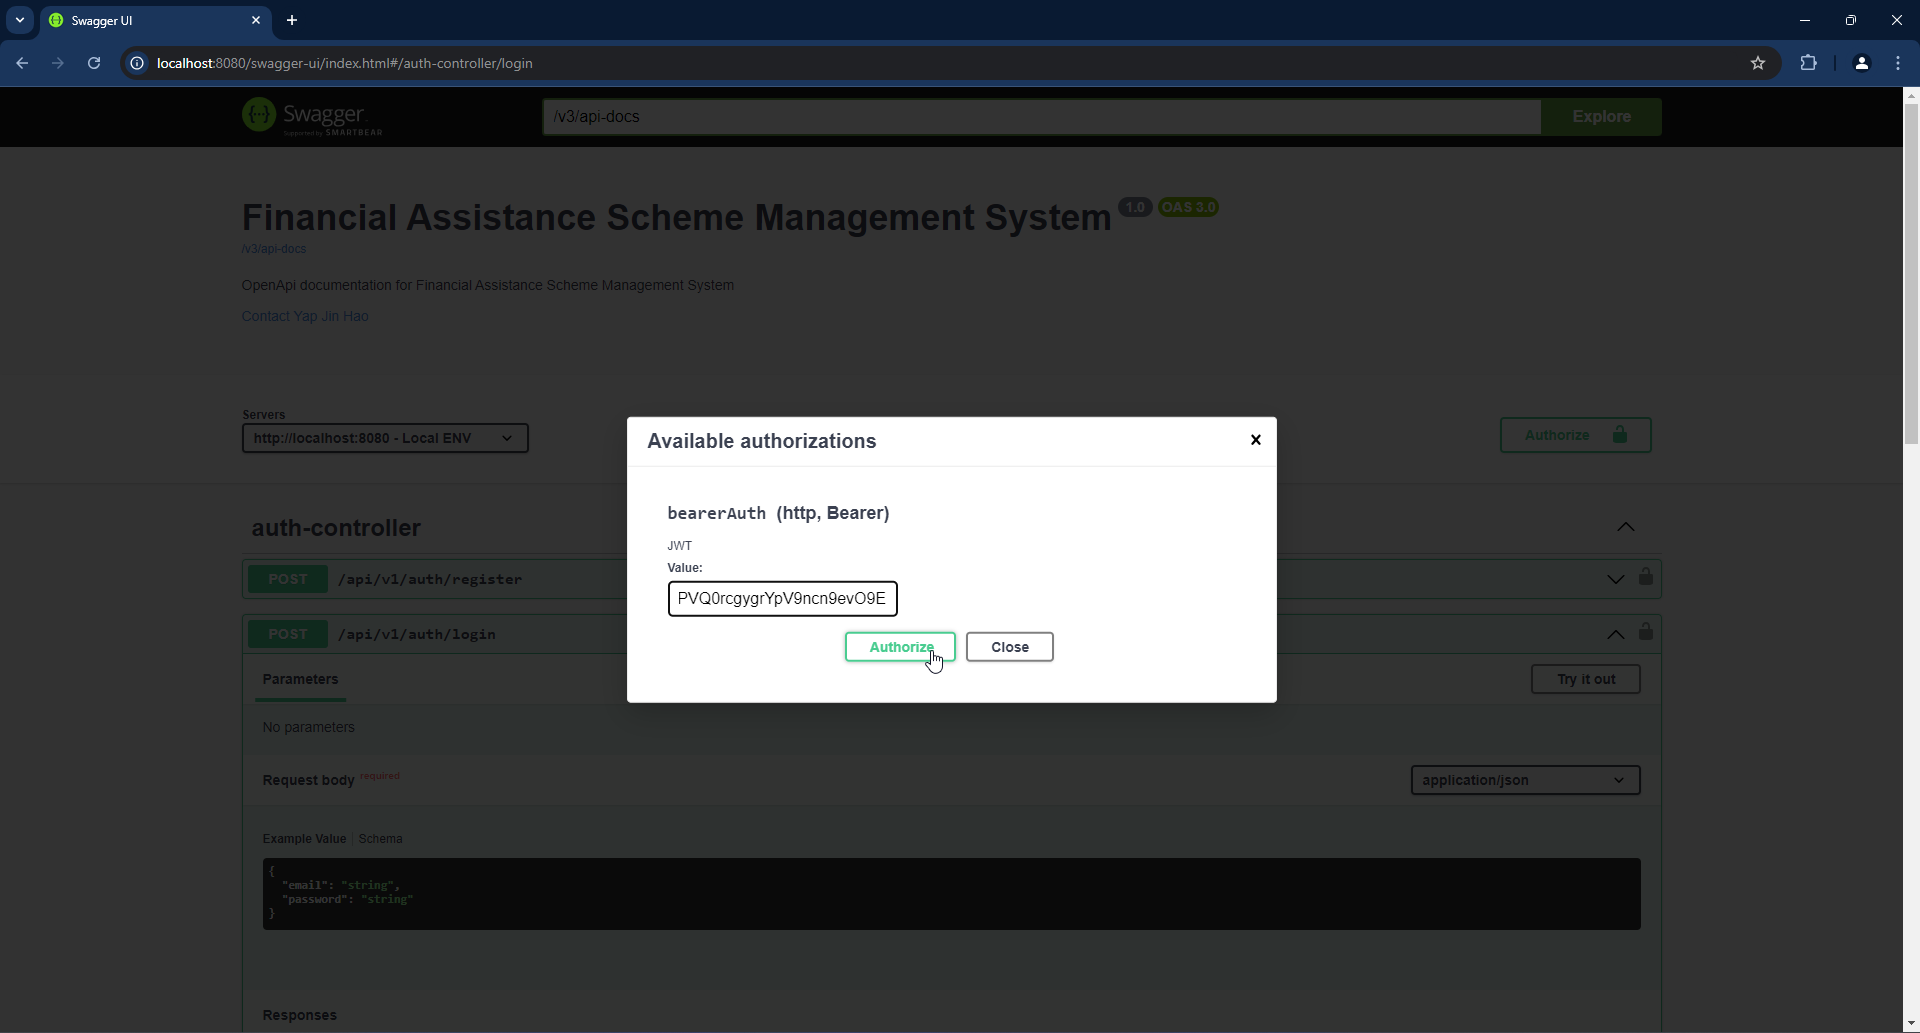 Swagger UI
localhost:8080/swagger-ui/index.html#/auth-controller/login
Swagger.
Supported by SMARTBEAR
/v3/api-docs
Explore
Financial Assistance Scheme Management System 1.0 OAS 3.0
/v3/api-docs
OpenApi documentation for Financial Assistance Scheme Management System
Contact Yap Jin Hao
Servers
http://localhost:8080 - Local ENV
Authorize
Available authorizations
bearerAuth (http, Bearer)
JWT
Value:
PVQ0rcgygrYpV9ncn9evO9E
Authorize
Close
auth-controller
POST /api/v1/auth/register
POST /api/v1/auth/login
Parameters
Try it out
No parameters
Request body required
application/json
Example Value | Schema
{
"email": "string",
"password": "string"
}
Responses